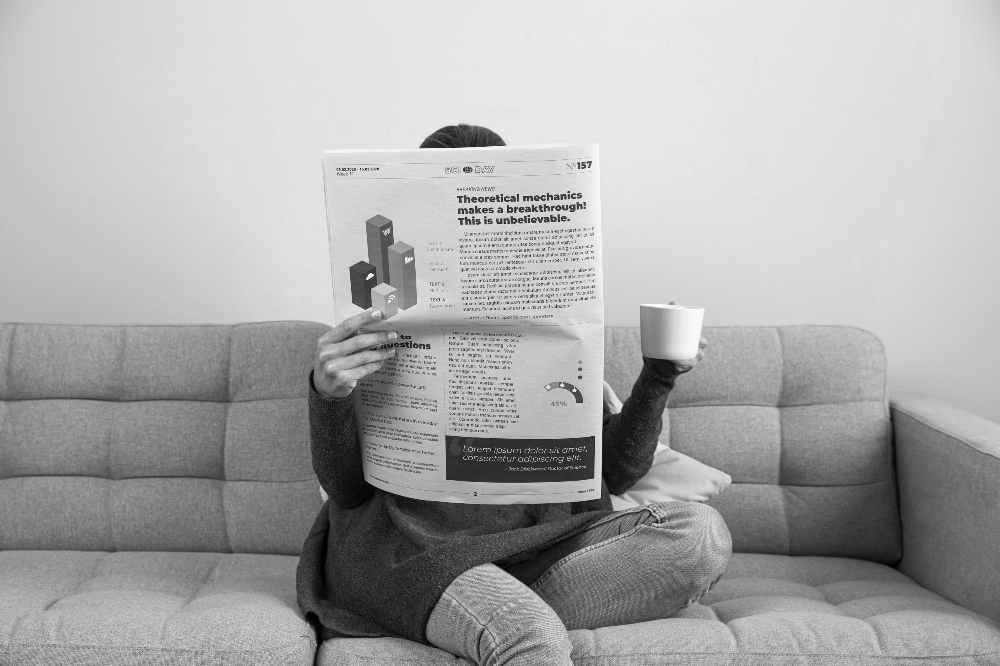 09.03.2020 - 15.03.2020
Week 11
SCI DAY
Nº157
BREAKING NEWS
Theoretical mechanics
makes a breakthrough!
This is unbelievable.
TEXT 1
Lorem ipsum
TEXT 2
Fem morbi
TEXT 3
Morbi en
TEXT 4
Ipsum lorem
Ullamcorper morbi tincidunt ornare massa eget egestas purus
viverra. Ipsum dolor sit amet conse ctetur adipiscing elit ut ali
quam. Ipsum a arcu cursus vitae congue aliquet eget sit.
Mauris cursus mattis molestie a iaculis at. Facilisis gravida neque
convallis a cras semper. Hac habi tasse platea dictumst vestibu
lum rhoncus est pel lentesque elit ullamcorper. Ut sem viverra
quet vel risus commodo viverra.
Ipsum dolor sit amet consectetur adipiscing elit ut aliquam.
Ipsum a arcu cursus vitae congue. Mauris cursus mattis molestie
a iaculis at. Facilisis gravida neque convallis a cras semper. Hac
habitasse platea dictumst vestibulum rhoncus est pellentesque
elit ullamcorper. Ut sem viverra aliquet eget sit amet. Vulputate
sapien nec sagittis aliquam malesuada bibendum arcu vitae ele
mentum. Euismod lacinia at quis risus sed vulputate.
— Arthur Baker, special correspondent
to
questions
tincidunt ornare
purus viverra. Ipsum
conse ctetur adipiscing elit
Ipsum a arcu cursus vitae
aliquet eget sit.
— The choice of a powerful LED
diode.
Hac habitasse platea dictumst quisque. Quis vel
eros donec ac odio tempor. Quam adipiscing
vitae proin sagittis nisl rhoncus. Viverra orci sagit
tis eu volutpat.
— The use of dosimeters in everyday
life. Useful tips.
Vulputate sapien nec sagittis aliquam malesuada
bibendum arcu vitae elementum. Euismod lacinia
at quis risus sed vulputate odio ut enim.
— How to apply fertilizers for home
plants.
Nisl condimentum id venenatis a condimentum
vitae sapien pellentesque. Sed id semper risus in.
Enim praesent elementum facilisis leo.
Hac habitasse platea dictumst quis
que. Quis vel eros donec ac odio
tempor. Quam adipiscing vitae
proin sagittis nisl rhoncus. Viver
ra orci sagittis eu volutpat.
Nunc non blandit massa enim
nec dui nunc. Maecenas ultric
ies mi eget mauris.
Fermentum posuere urna
nec tincidunt praesent semper
feugiat nibh. Aliquet bibendum
enim facilisis gravida neque con
vallis a cras semper. Sit amet
tuier sectetur adipiscing elit ut ali
quam purus. Arcu cursus vitae
congue mauris rhoncus aenean vel
elit. Commodo odio aenean sed
adipiscing diam donec adipi
scing tristique risus.
45%
Lorem ipsum dolor sit amet,
consectetur adipiscing elit.
— Jack Blackwood, Doctor of Science
www.example.com
2
Since 1989